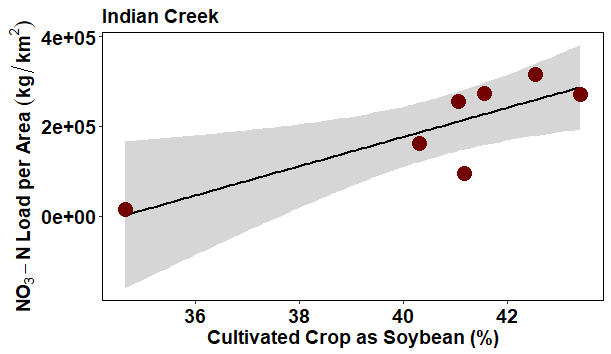 Indian Creek
NO₃ − N Load per Area (kg/km²)
4e+05
2e+05
0e+00
36 38 40 42
Cultivated Crop as Soybean (%)